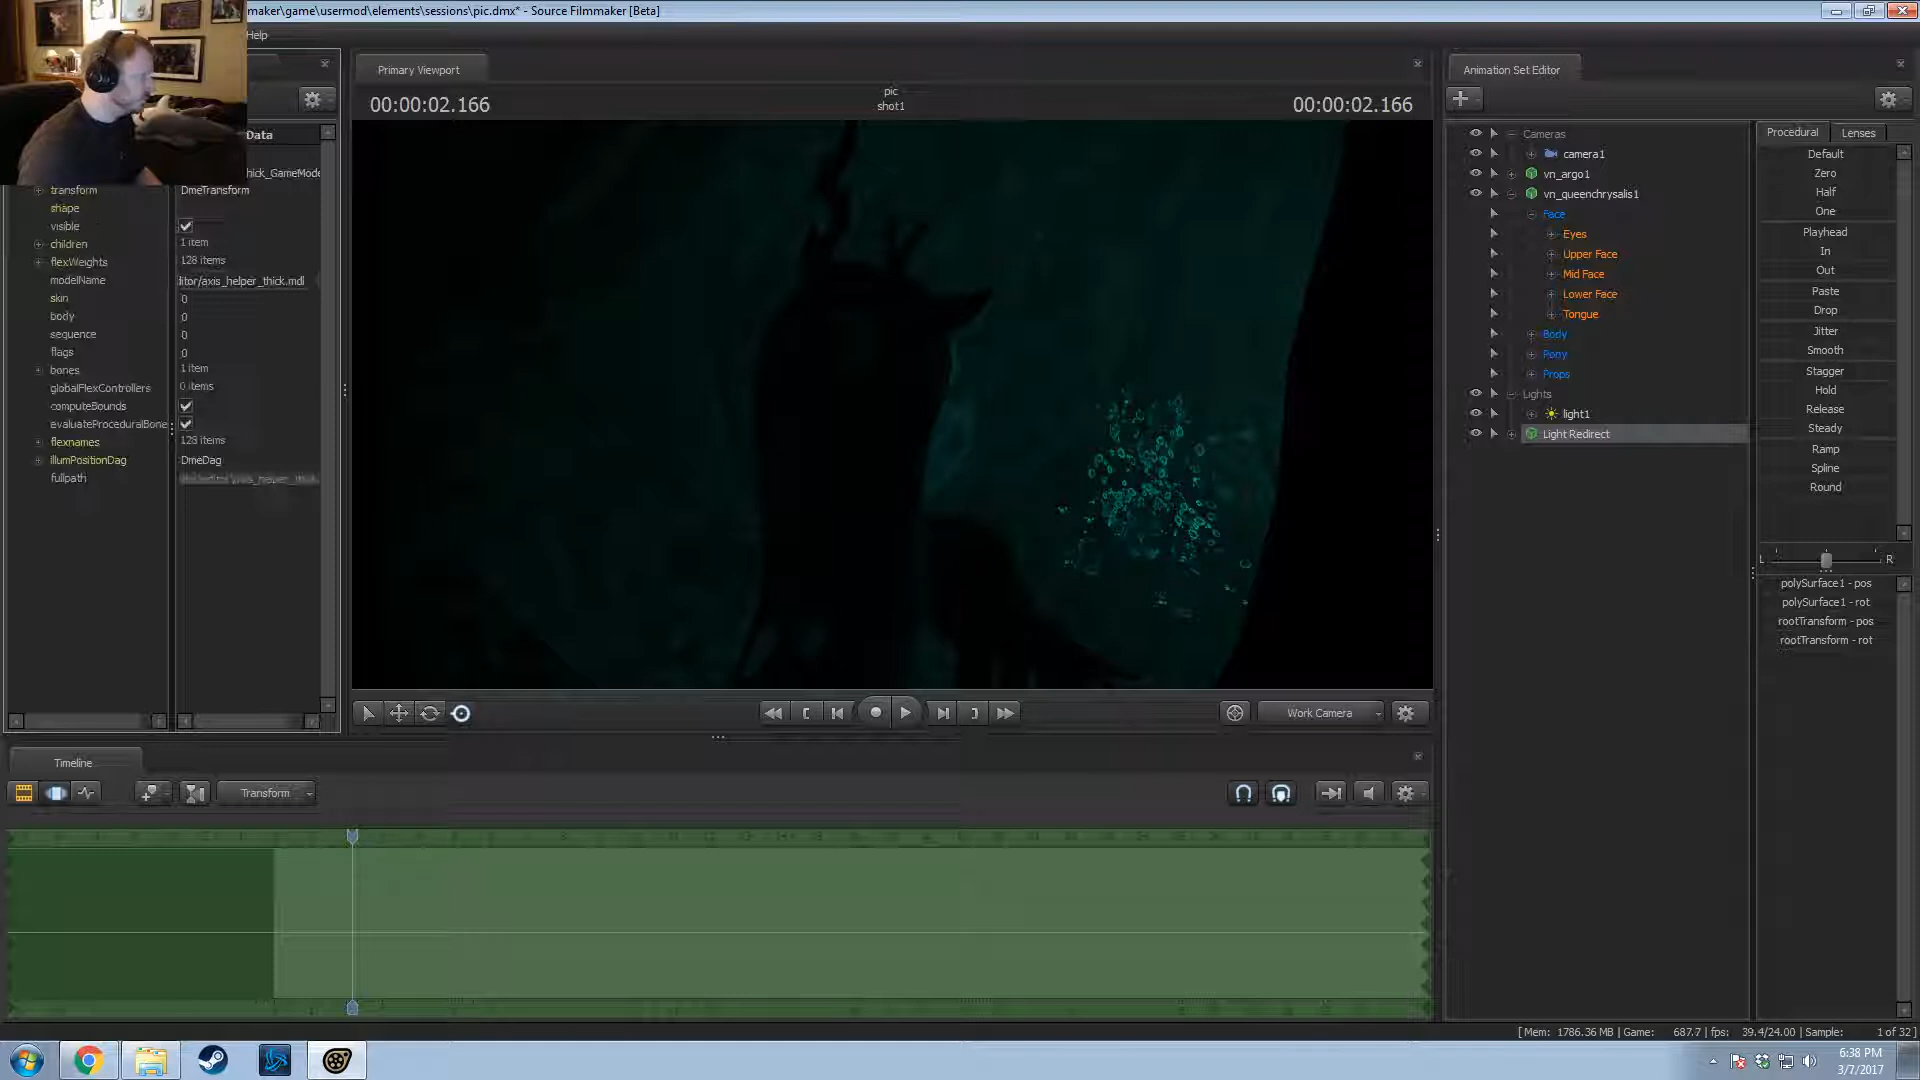 maker\game\usermod\elements\sessions\pic.dmx* - Source Filmmaker [Beta]
Help
Primary Viewport
00:00:02.166
pic
shot1
00:00:02.166
Data
hick_GameMode
transform
DmeTransform
shape
visible
children
1 item
flexWeights
128 items
modelName
ditor/axis_helper_thick.mdl
skin
0
body
0
sequence
0
flags
0
bones
1 item
globalFlexControllers
0 items
computeBounds
evaluateProceduralBone
flexnames
128 items
illumPositionDag
DmeDag
fullpath
Work Camera
Timeline
Transform
Animation Set Editor
Cameras
camera1
vn_argo1
vn_queenchrysalis1
Face
Eyes
Upper Face
Mid Face
Lower Face
Tongue
Body
Pony
Props
Lights
light1
Light Redirect
Procedural
Lenses
Default
Zero
Half
One
Playhead
In
Out
Paste
Drop
Jitter
Smooth
Stagger
Hold
Release
Steady
Ramp
Spline
Round
L
R
polySurface1 - pos
polySurface1 - rot
rootTransform - pos
rootTransform - rot
[ Mem: 1786.36 MB | Game: 687.7 | fps: 39.4/24.00 | Sample: 1 of 32 ]
6:38 PM
3/7/2017